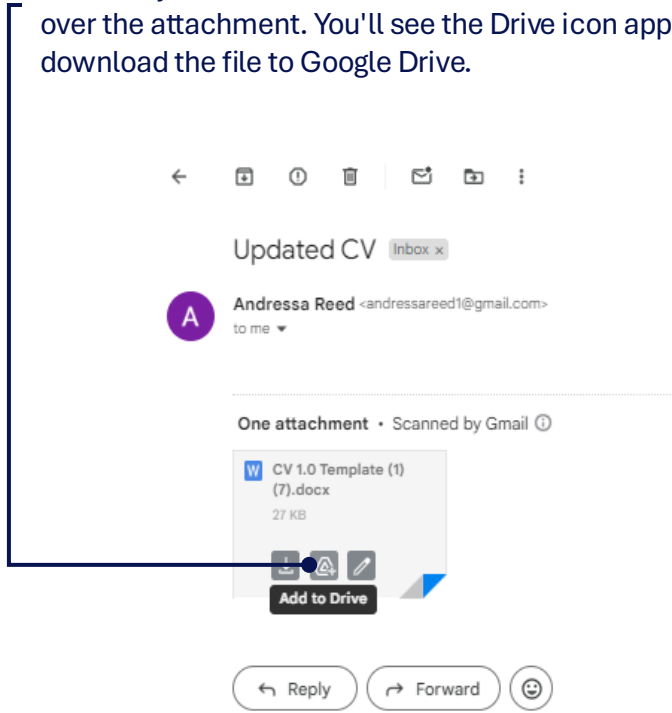 over the attachment. You'll see the Drive icon app
download the file to Google Drive.
Updated CV Inbox ×
A
Andressa Reed <andressareed1@gmail.com>
to me
One attachment • Scanned by Gmail
W CV 1.0 Template (1)
(7).docx
27 KB
Add to Drive
Reply Forward